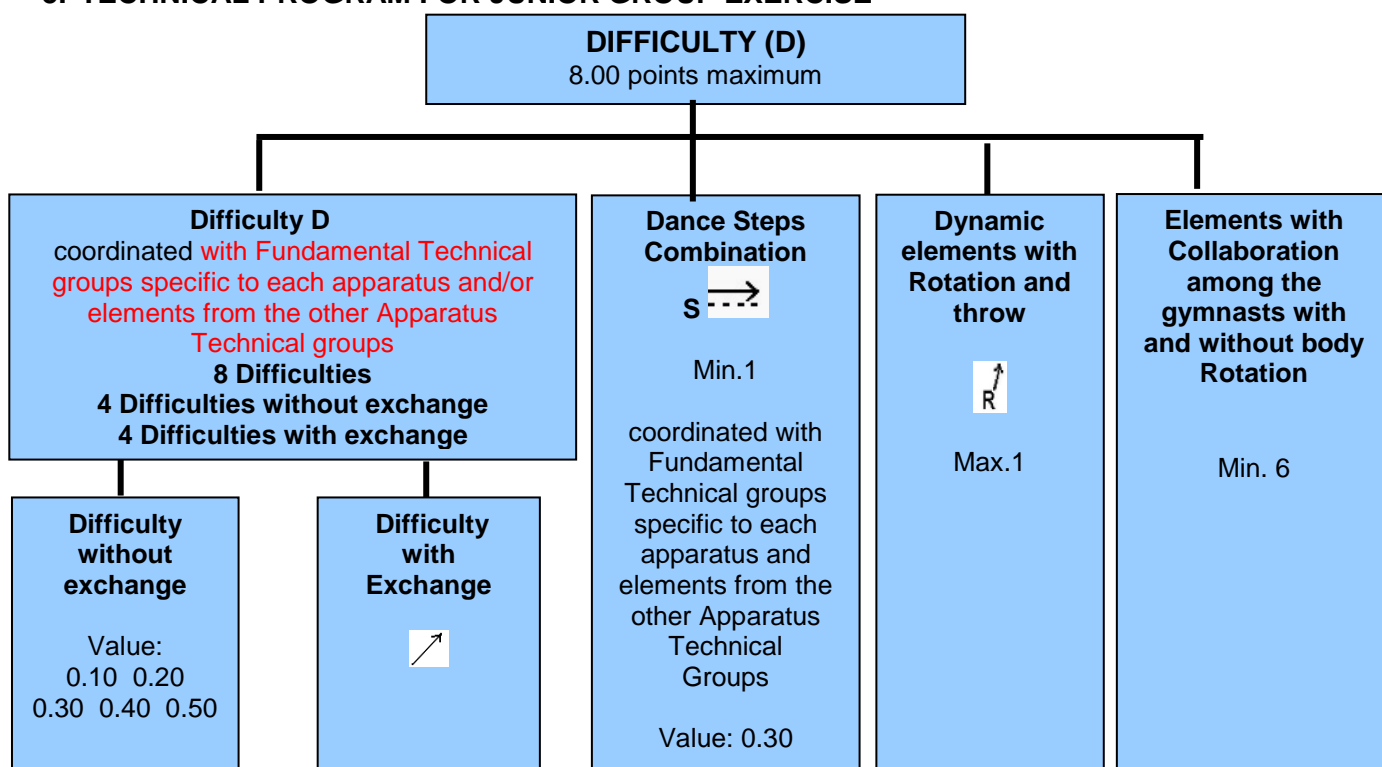 DIFFICULTY (D)
8.00 points maximum
Difficulty D
coordinated with Fundamental Technical
groups specific to each apparatus and/or
elements from the other Apparatus
Technical groups
8 Difficulties
4 Difficulties without exchange
4 Difficulties with exchange
Difficulty
without
exchange
Value:
0.10 0.20
0.30 0.40 0.50
Difficulty
with
Exchange
Dance Steps
Combination
S
Min.1
coordinated with
Fundamental
Technical groups
specific to each
apparatus and
elements from the
other Apparatus
Technical
Groups
Value: 0.30
Dynamic
elements with
Rotation and
throw
R
Max.1
Elements with
Collaboration
among the
gymnasts with
and without body
Rotation
Min. 6